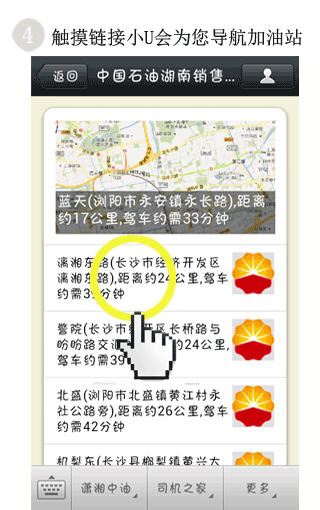 4 触摸链接小U会为您导航加油站
返回 中国石油湖南销售...
蓝天(浏阳市永安镇永长路),距离
约17公里,驾车约需33分钟
漓湘东路(长沙市经济开发区
漓湘东路),距离约24公里,驾车
约需39分钟
警院(长沙市经开区长桥路与
盼盼路交 约24公里,
驾车约需39
北盛(浏阳市北盛镇黄江村永
社公路旁),距离约26公里,驾车
约需42分钟
机梨东(长沙县榔梨镇黄兴大
潇湘中油 司机之家 更多